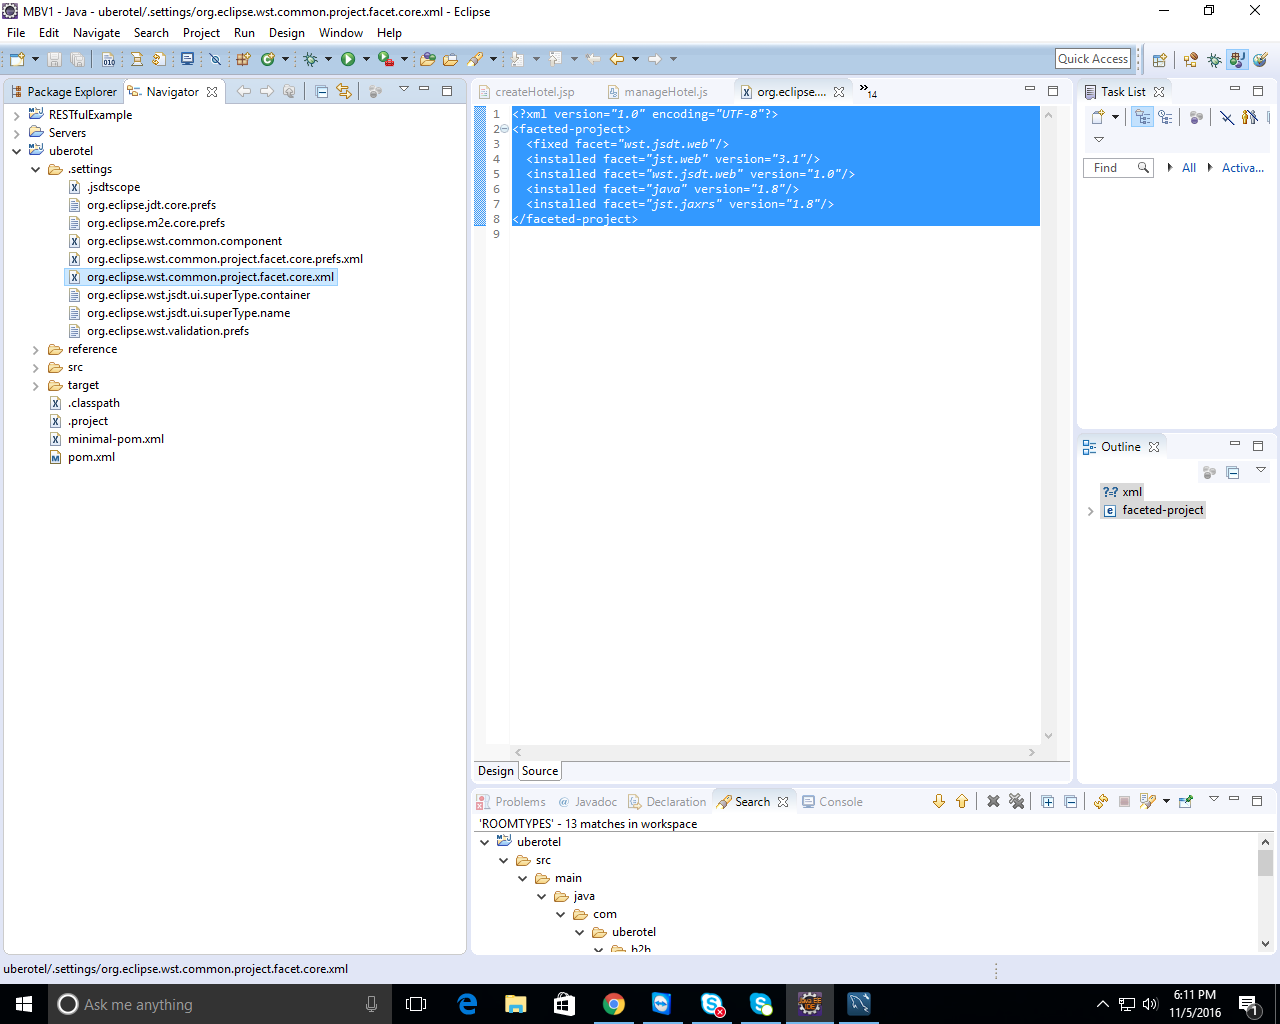 MBV1 - Java - uberotel/.settings/org.eclipse.wst.common.project.facet.core.xml - Eclipse
File Edit Navigate Search Project Run Design Window Help
Quick Access
Package Explorer Navigator
RESTfulExample
Servers
uberotel
.settings
.jsdtscope
org.eclipse.jdt.core.prefs
org.eclipse.m2e.core.prefs
org.eclipse.wst.common.component
org.eclipse.wst.common.project.facet.core.prefs.xml
org.eclipse.wst.common.project.facet.core.xml
org.eclipse.wst.jsdt.ui.superType.container
org.eclipse.wst.jsdt.ui.superType.name
org.eclipse.wst.validation.prefs
reference
src
target
.classpath
.project
minimal-pom.xml
pom.xml
createHotel.jsp manageHotel.js org.eclipse.... »14
1 <?xml version="1.0" encoding="UTF-8"?>
2 <faceted-project>
3 <fixed facet="wst.jsdt.web"/>
4 <installed facet="jst.web" version="3.1"/>
5 <installed facet="wst.jsdt.web" version="1.0"/>
6 <installed facet="java" version="1.8"/>
7 <installed facet="jst.jaxrs" version="1.8"/>
8 </faceted-project>
9
Design Source
Task List
Find All Activa...
Outline
?=? xml
e faceted-project
Problems @ Javadoc Declaration Search Console
'ROOMTYPES' - 13 matches in workspace
uberotel
src
main
java
com
uberotel
b2b
uberotel/.settings/org.eclipse.wst.common.project.facet.core.xml
Ask me anything
6:11 PM
11/5/2016
1